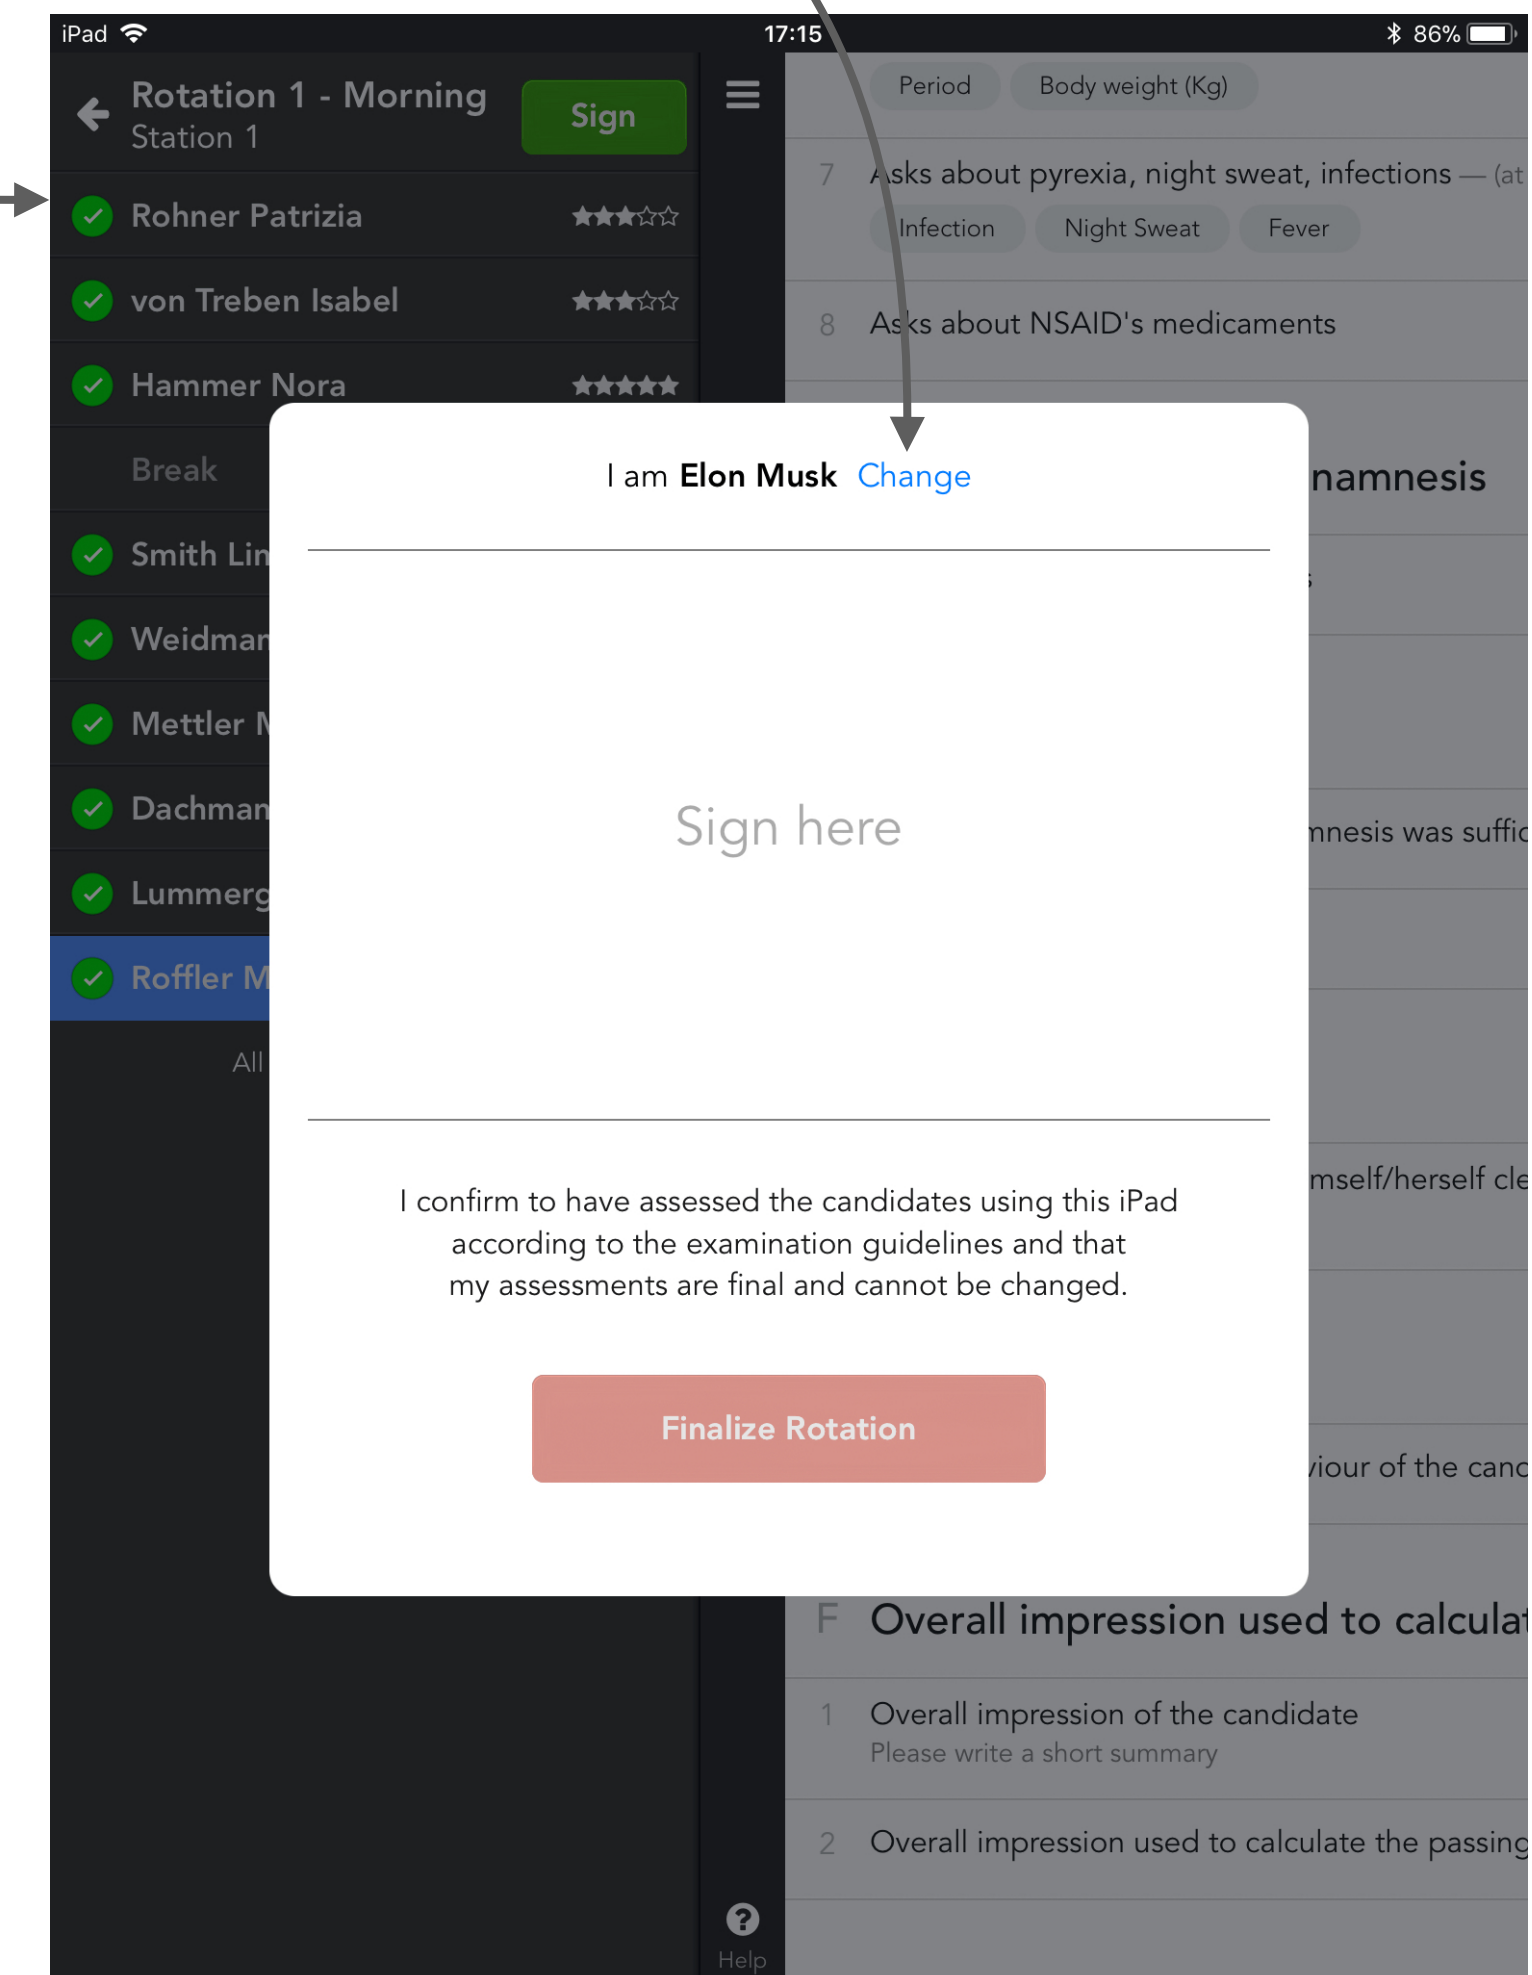 iPad 17:15 86%
Rotation 1 - Morning
Station 1
Sign
Rohner Patrizia
von Treben Isabel
Hammer Nora
Break
Smith Lin
Weidman
Mettler M
Dachman
Lummerg
Roffler M
All
Period Body weight (Kg)
7 Asks about pyrexia, night sweat, infections — (at
Infection Night Sweat Fever
8 Asks about NSAID's medicaments
namnesis
s
mnesis was suffic
mself/herself cle
viour of the cand
F Overall impression used to calculat
1 Overall impression of the candidate
Please write a short summary
2 Overall impression used to calculate the passing
Help
I am Elon Musk Change
Sign here
I confirm to have assessed the candidates using this iPad
according to the examination guidelines and that
my assessments are final and cannot be changed.
Finalize Rotation